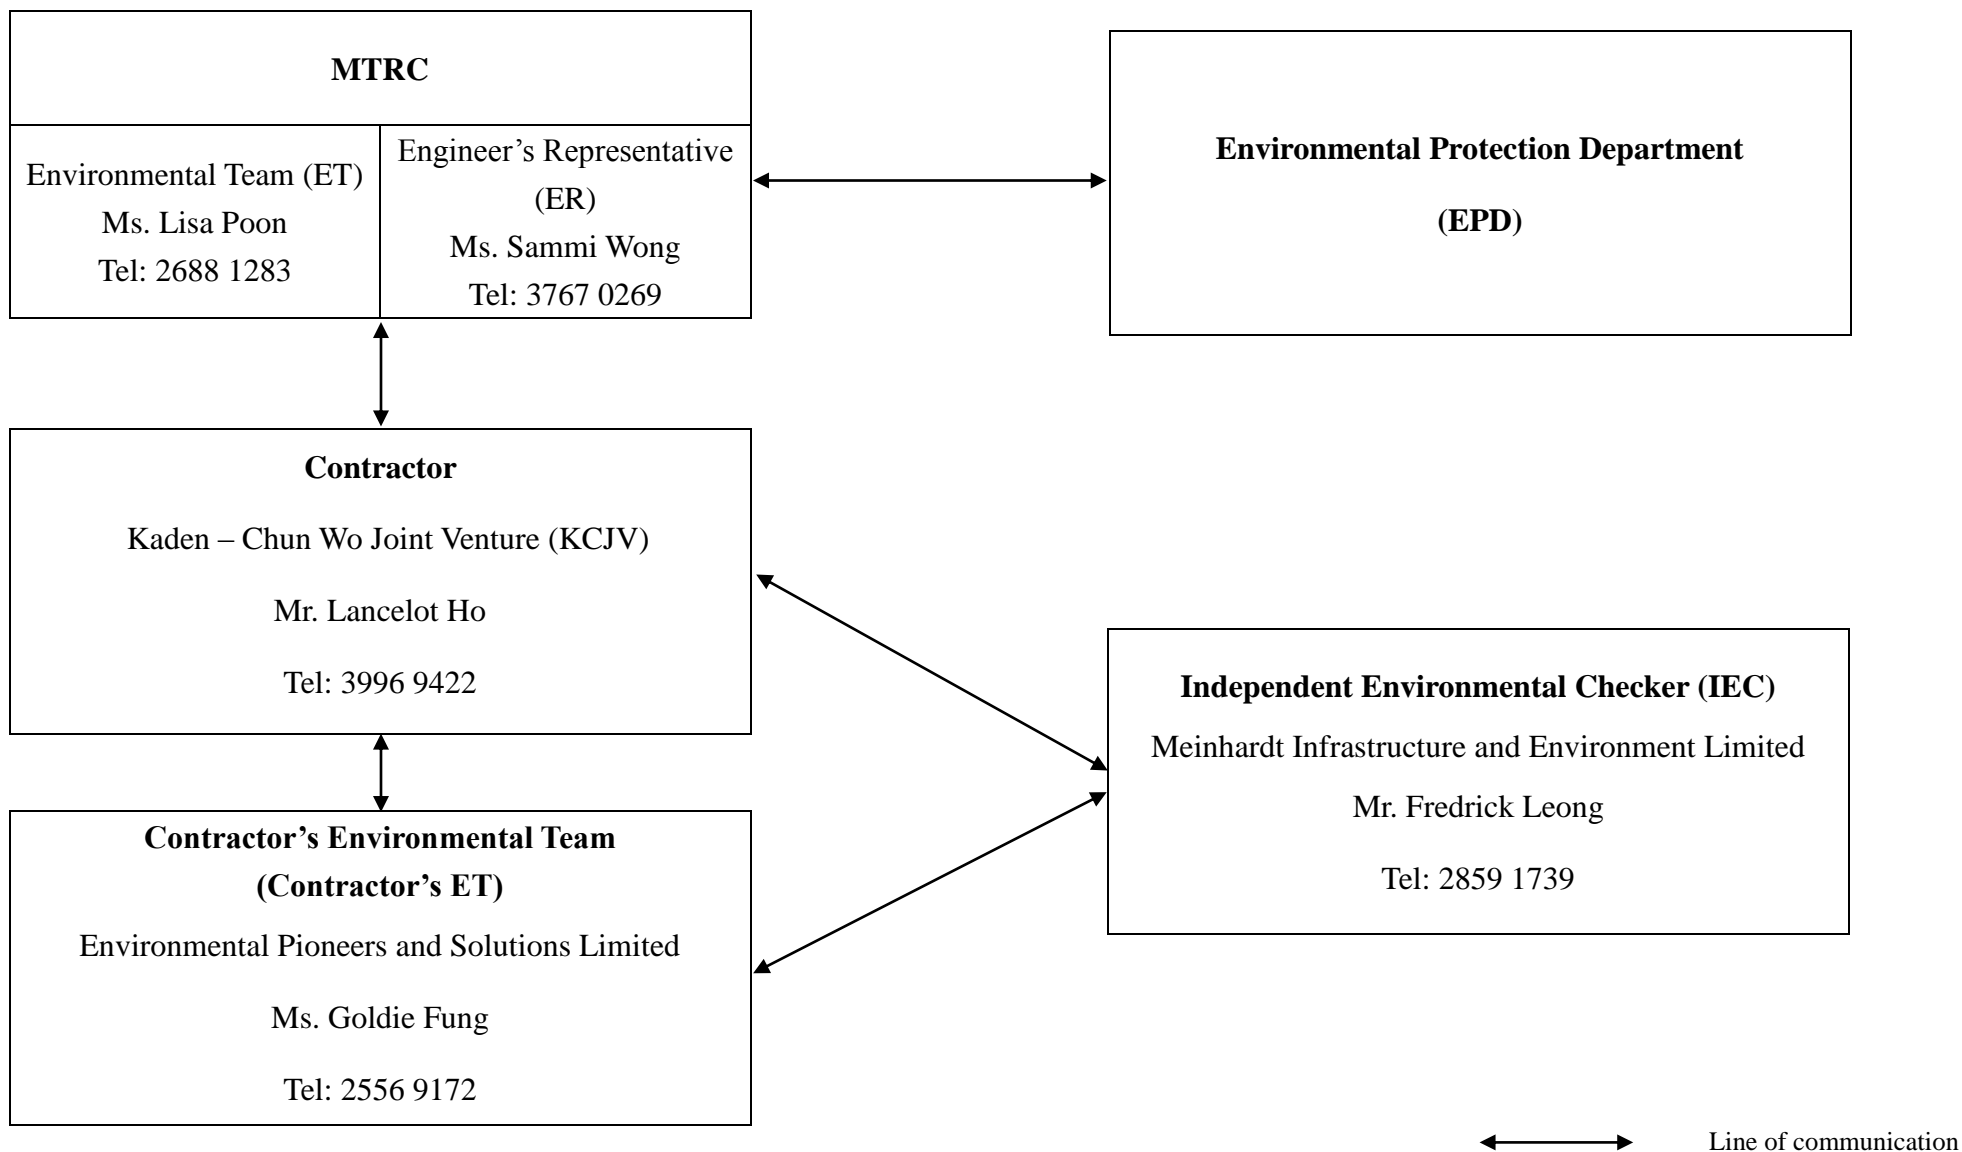 MTRC
Environmental Team (ET)
Ms. Lisa Poon
Tel: 2688 1283
Engineer’s Representative
(ER)
Ms. Sammi Wong
Tel: 3767 0269
Environmental Protection Department
(EPD)
Contractor
Kaden – Chun Wo Joint Venture (KCJV)
Mr. Lancelot Ho
Tel: 3996 9422
Independent Environmental Checker (IEC)
Meinhardt Infrastructure and Environment Limited
Mr. Fredrick Leong
Tel: 2859 1739
Contractor’s Environmental Team
(Contractor’s ET)
Environmental Pioneers and Solutions Limited
Ms. Goldie Fung
Tel: 2556 9172
Line of communication